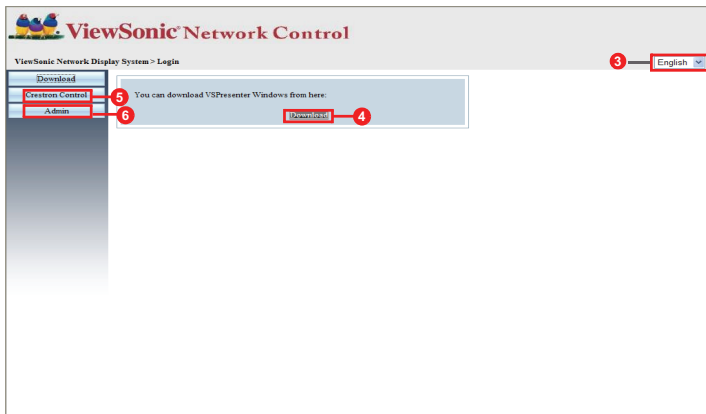 ViewSonic® Network Control
ViewSonic Network Display System > Login
3
English
Download
Crestron Control
5
Admin
6
You can download VSPresenter Windows from here:
Download
4